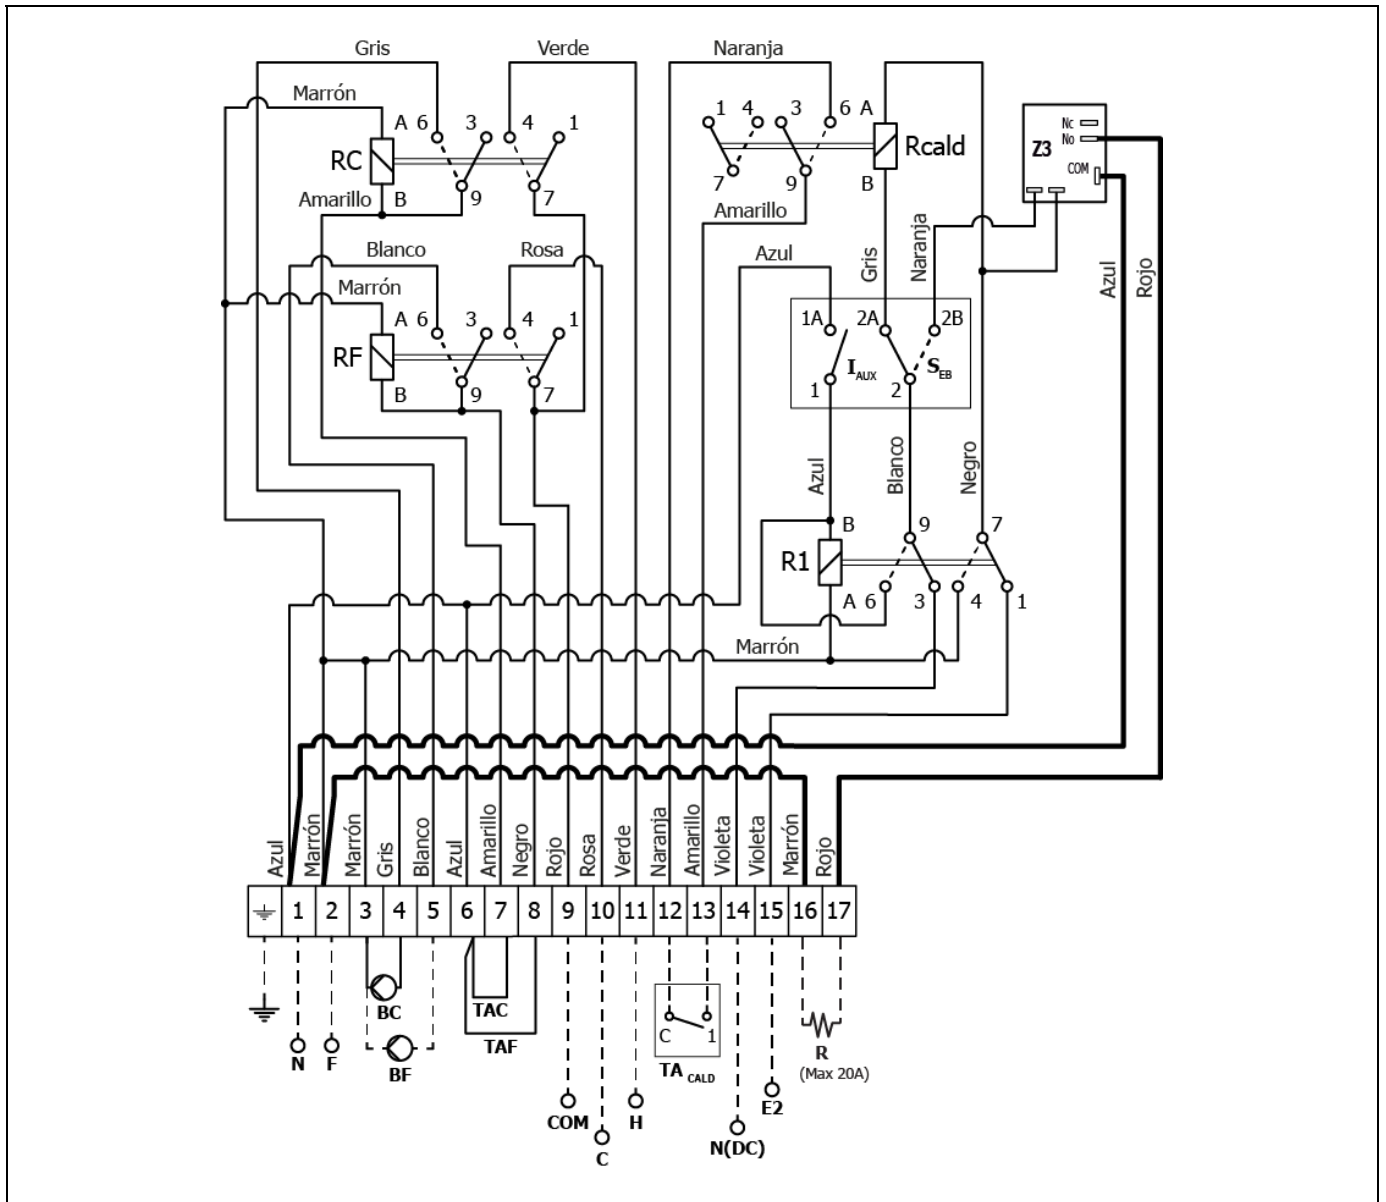 Gris Verde Naranja
Marrón
A 6 3 4 1
1 4 3 6 A
Nc
No
Z3
COM
RC
Rcald
Amarillo B 9 7
7 9 B
Amarillo
Blanco Rosa Azul
Marrón
Gris
Naranja
Azul
Rojo
A 6 3 4 1
RF
B 9 7
1A 2A 2B
I AUX S EB
1 2
Azul
Blanco
Negro
B 9 7
R1
A 6 3 4 1
Marrón
Azul
Marrón
Marrón
Gris
Blanco
Azul
Amarillo
Negro
Rojo
Rosa
Verde
Naranja
Amarillo
Violeta
Violeta
Marrón
Rojo
1 2 3 4 5 6 7 8 9 10 11 12 13 14 15 16 17
BC
TAC
C 1
TAF
N F
BF
TA CALD
R
(Max 20A)
COM H
E2
C
N(DC)